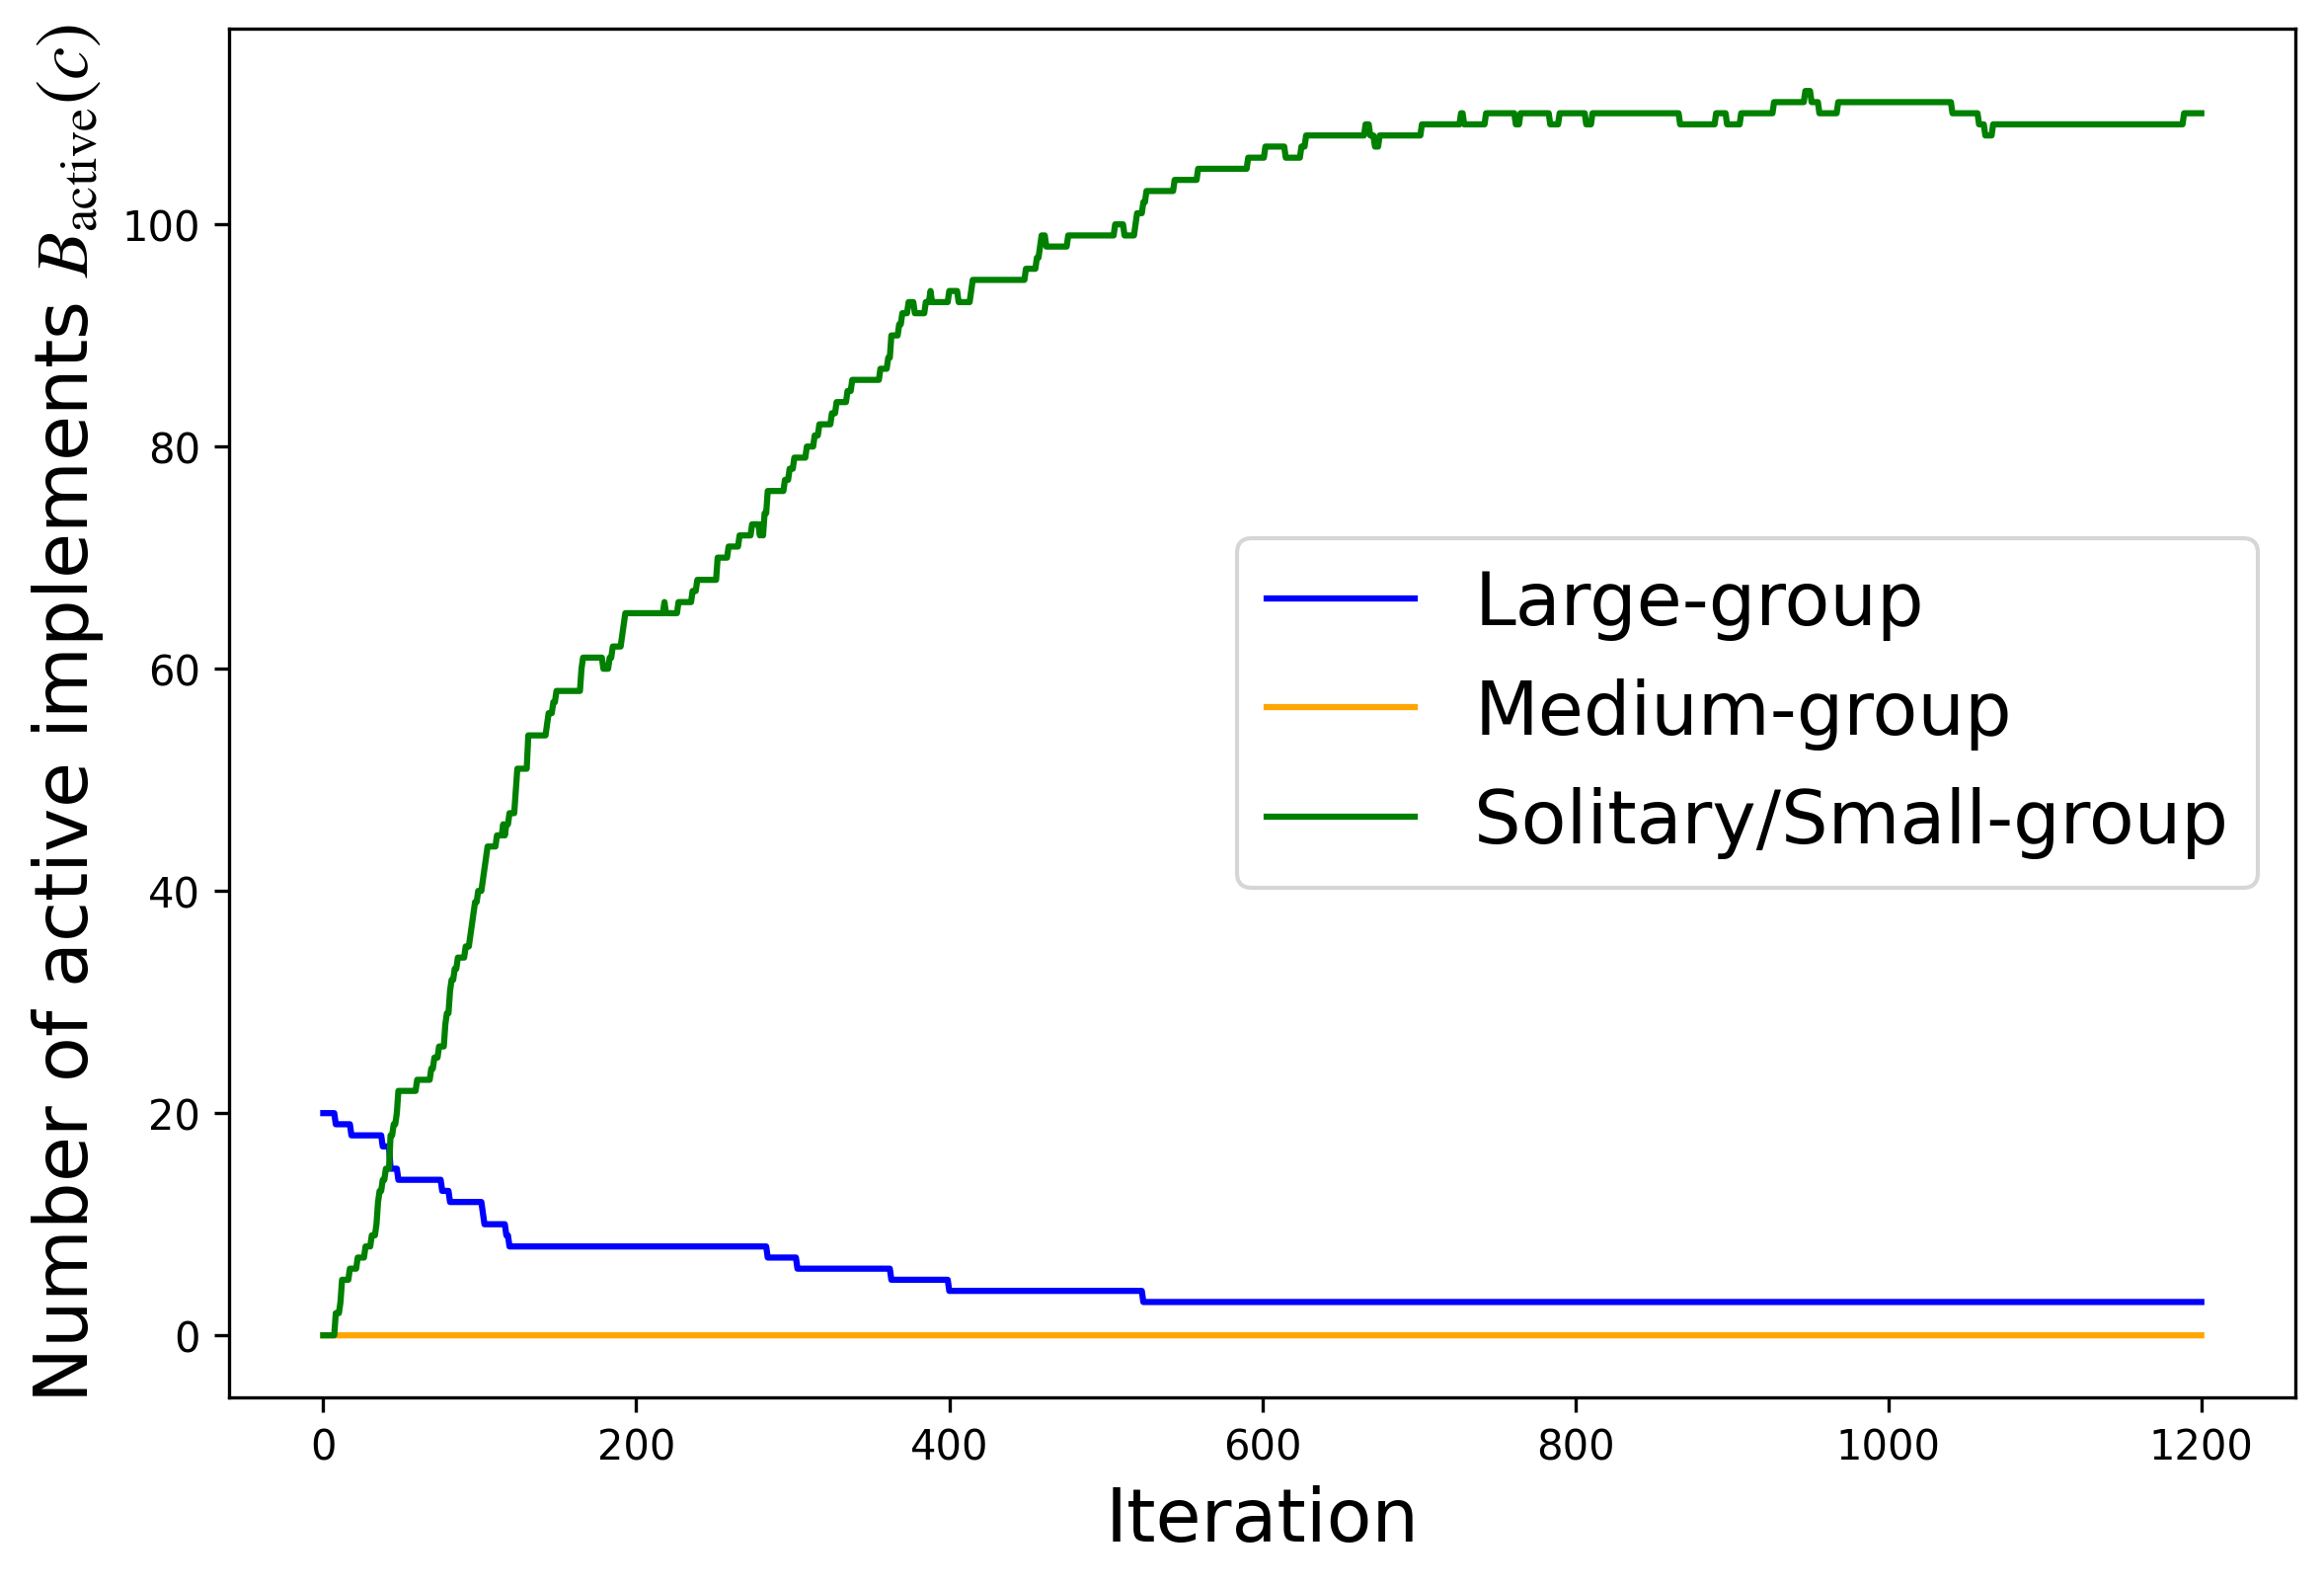 Number of active implements B_active(c)
100
80
60
40
20
0
Large-group
Medium-group
Solitary/Small-group
0 200 400 600 800 1000 1200
Iteration